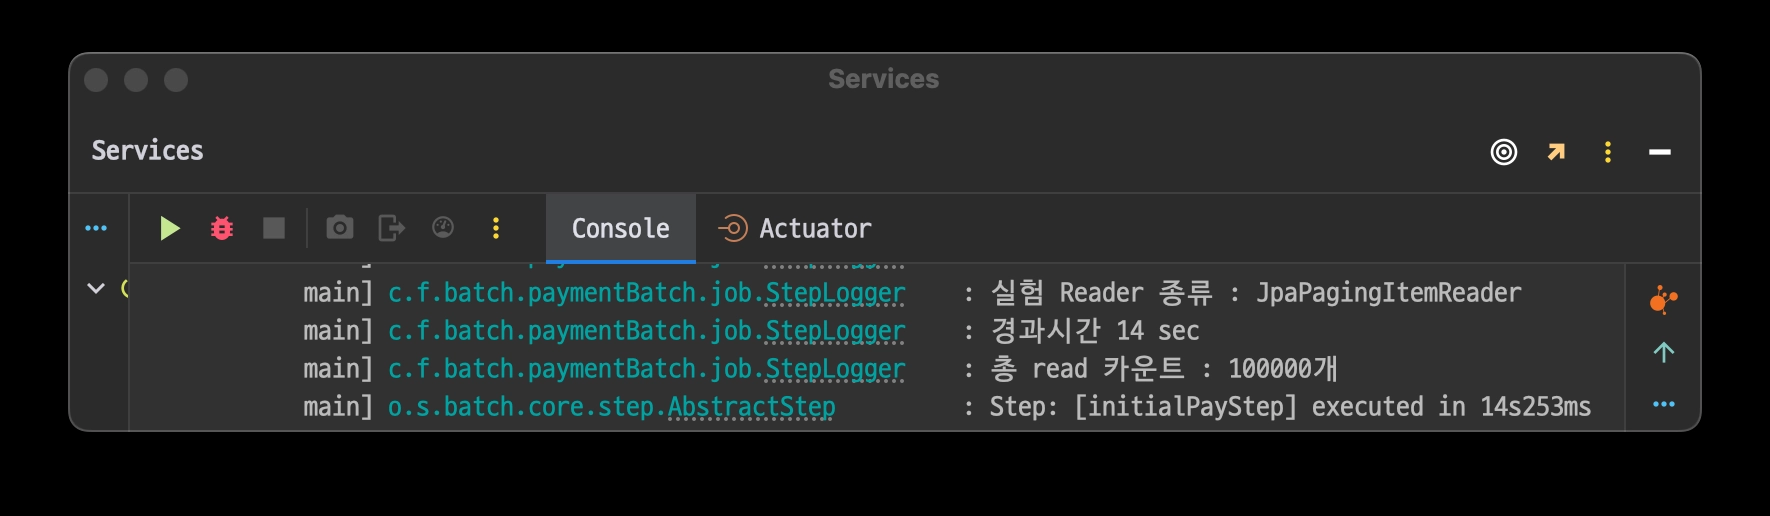 Services
Services
Console Actuator
main] c.f.batch.paymentBatch.job.StepLogger : 실험 Reader 종류 : JpaPagingItemReader
main] c.f.batch.paymentBatch.job.StepLogger : 경과시간 14 sec
main] c.f.batch.paymentBatch.job.StepLogger : 총 read 카운트 : 100000개
main] o.s.batch.core.step.AbstractStep : Step: [initialPayStep] executed in 14s253ms